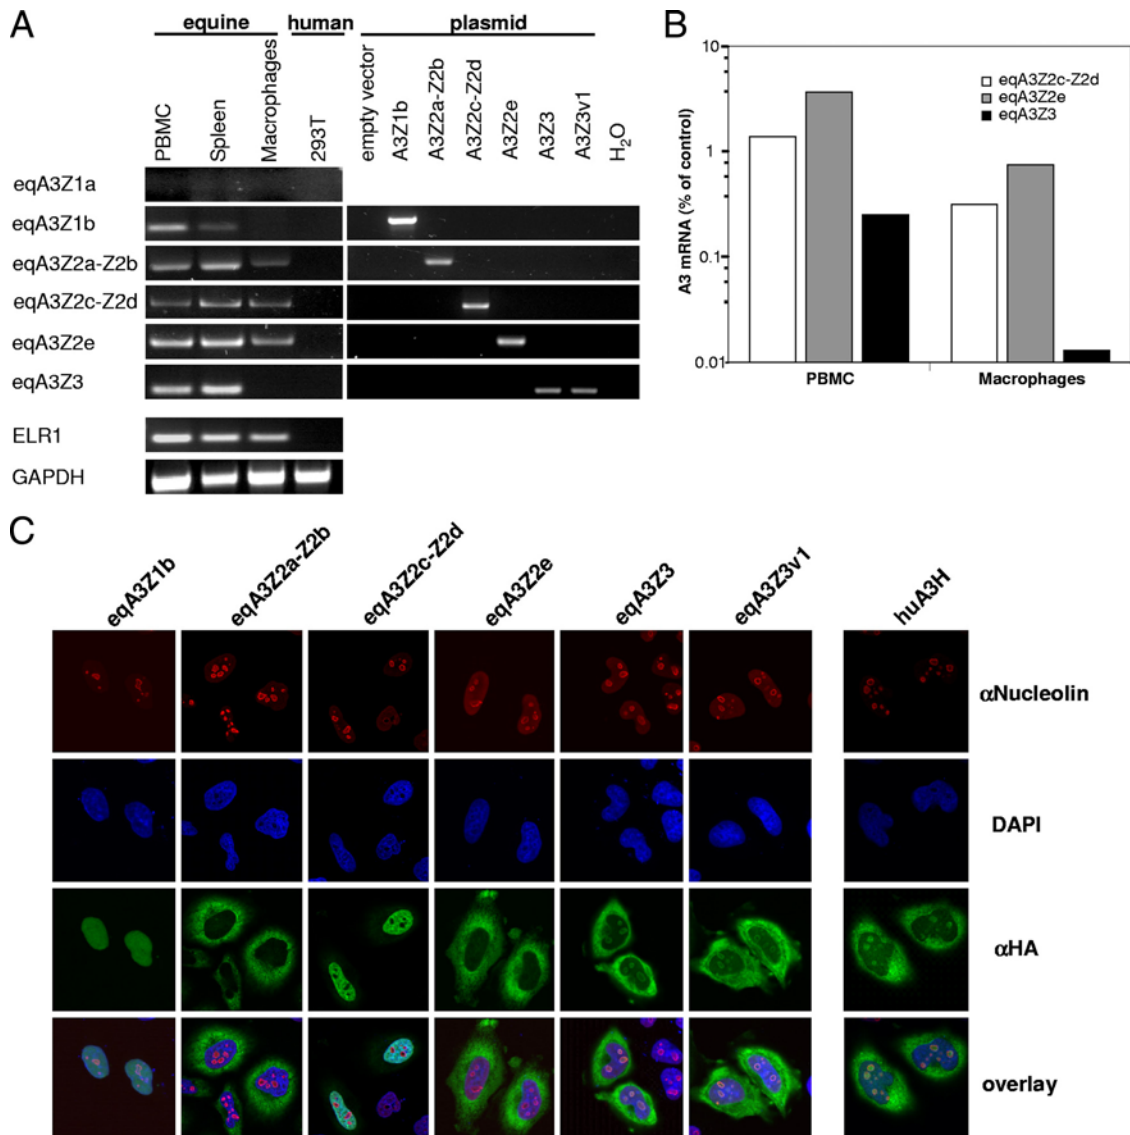 A
equine human plasmid
PBMC
Spleen
Macrophages
293T
empty vector
A3Z1b
A3Z2a-Z2b
A3Z2c-Z2d
A3Z2e
A3Z3
A3Z3v1
H₂O
eqA3Z1a
eqA3Z1b
eqA3Z2a-Z2b
eqA3Z2c-Z2d
eqA3Z2e
eqA3Z3
ELR1
GAPDH
B
A3 mRNA (% of control)
10
1
0.1
0.01
eqA3Z2c-Z2d
eqA3Z2e
eqA3Z3
PBMC Macrophages
C
eqA3Z1b
eqA3Z2a-Z2b
eqA3Z2c-Z2d
eqA3Z2e
eqA3Z3
eqA3Z3v1
huA3H
αNucleolin
DAPI
αHA
overlay